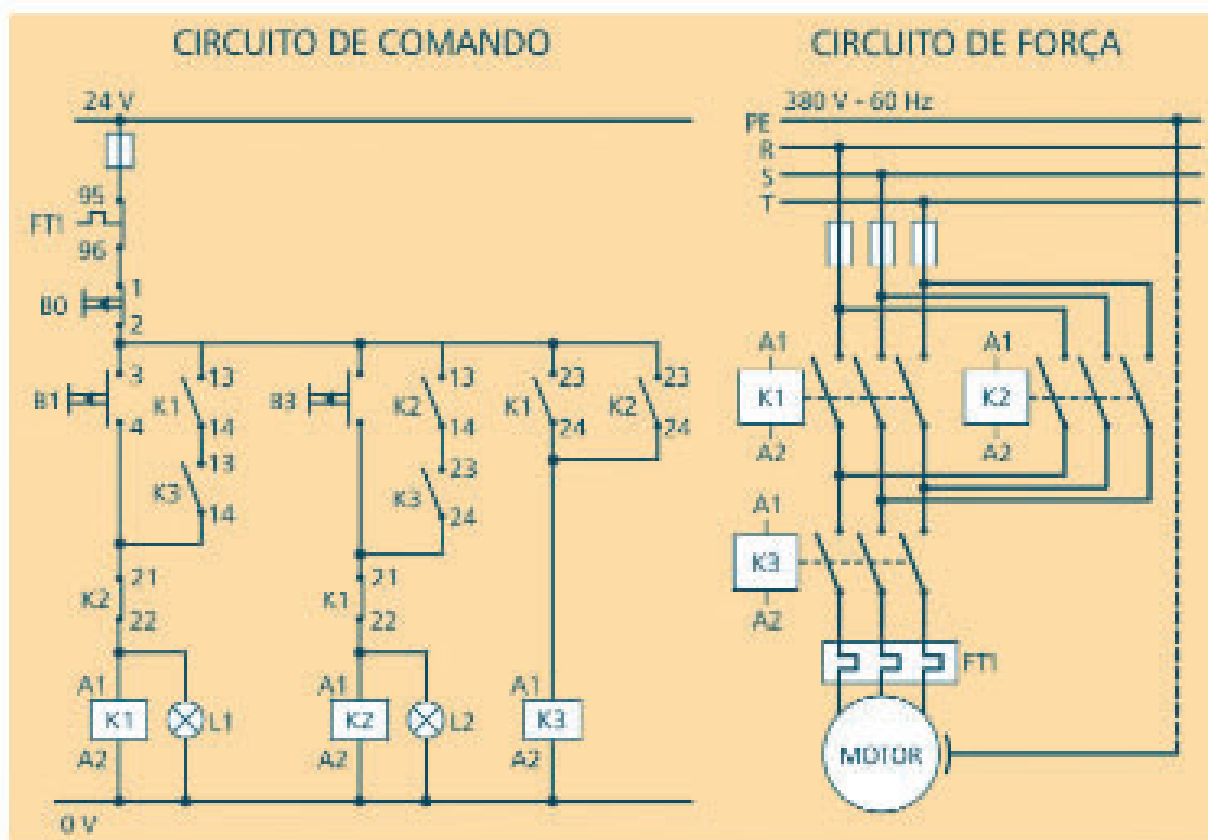 CIRCUITO DE COMANDO
CIRCUITO DE FORÇA
24 V
95
FT1
96
1
B0
2
3
B1
4
13
K1
14
13
K3
14
B3
13
K2
14
23
K3
24
23
K1
24
23
K2
24
21
K2
22
21
K1
22
A1
K1
A2
L1
A1
K2
A2
L2
A1
K3
A2
0 V
380 V - 60 Hz
PE
R
S
T
A1
K1
A2
A1
K2
A2
A1
K3
A2
FT1
MOTOR